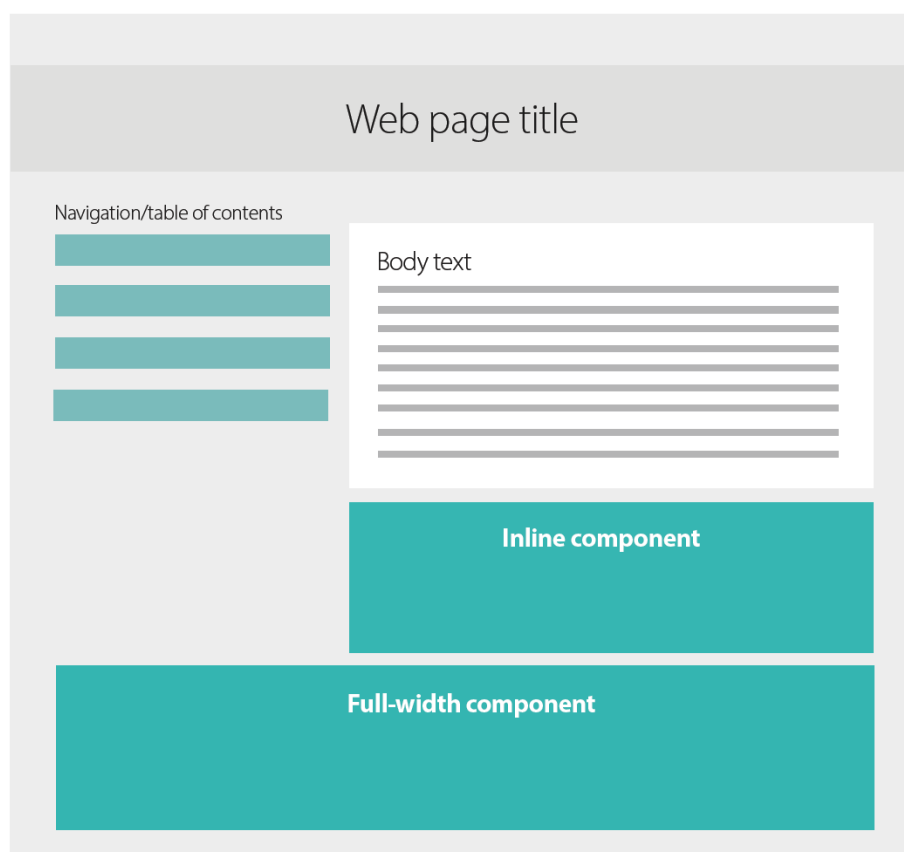 Web page title
Navigation/table of contents
Body text
Inline component
Full-width component